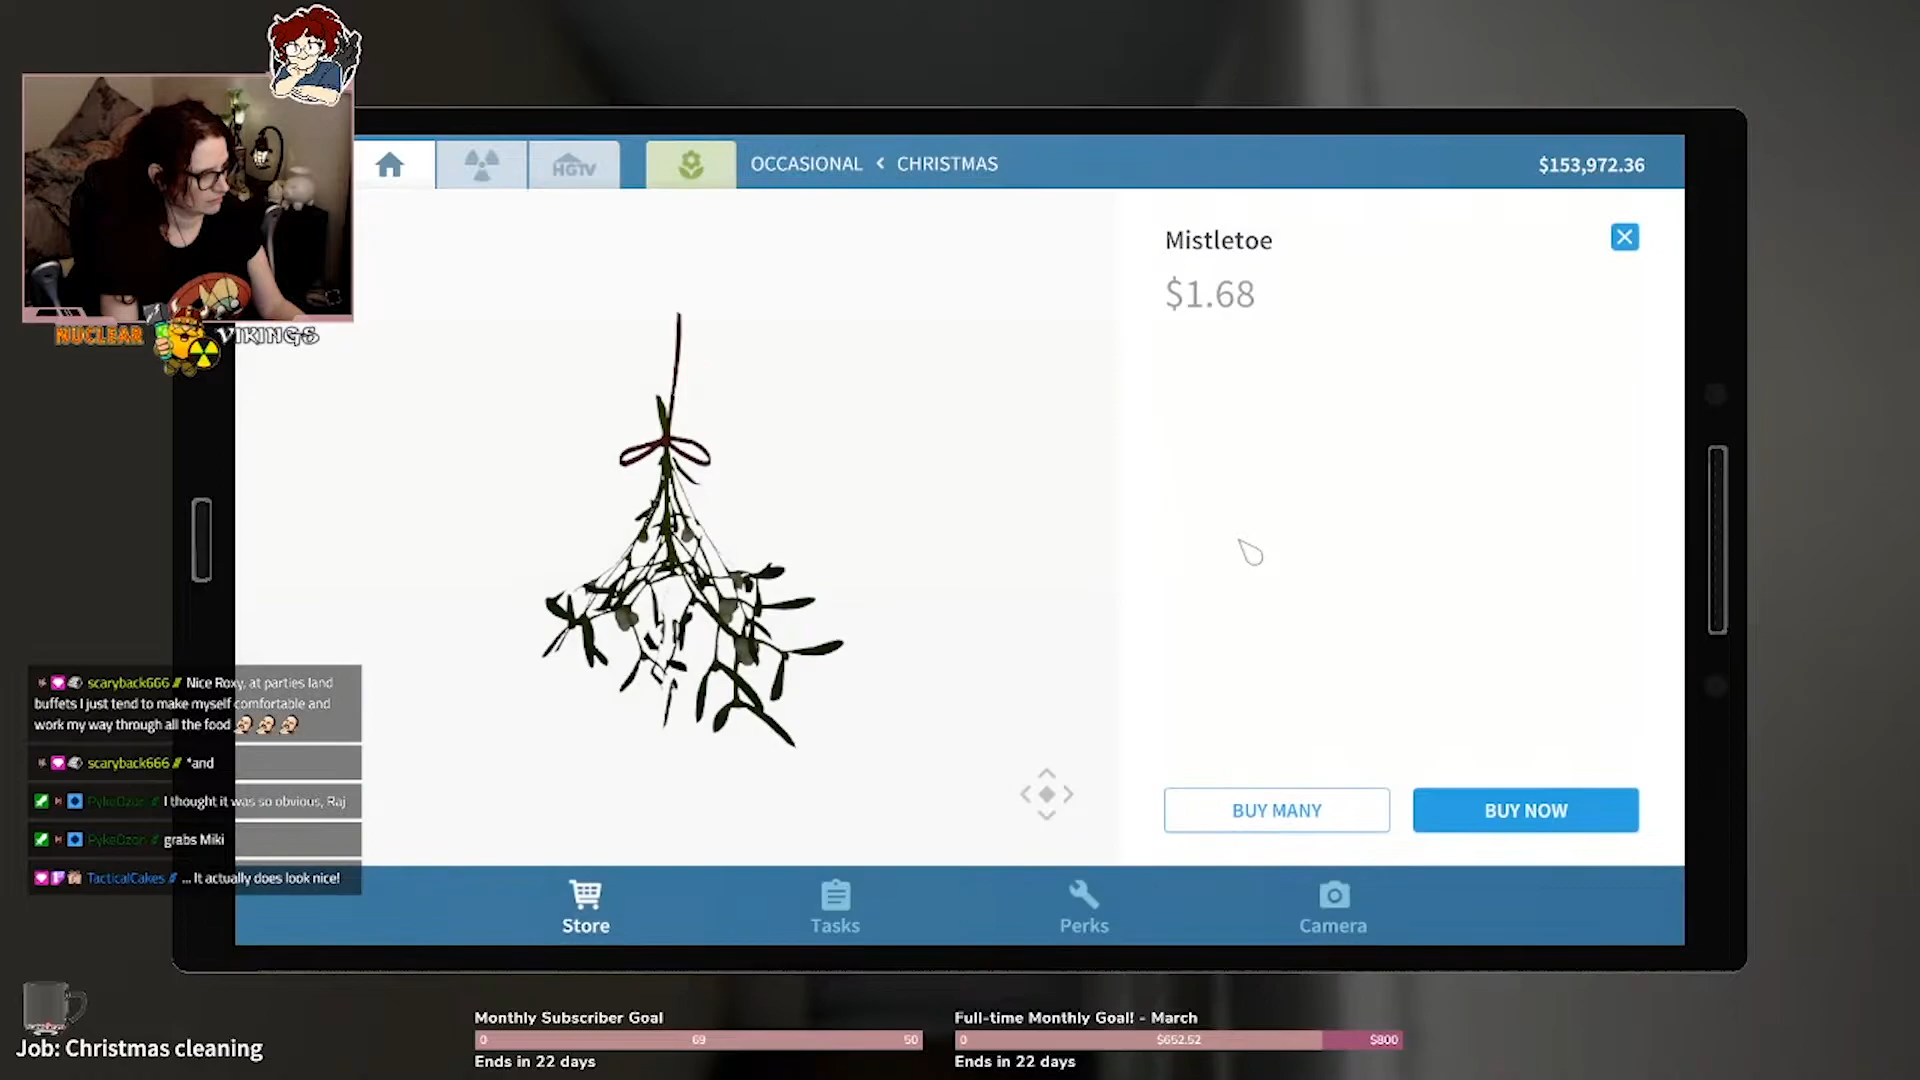 HGTV
OCCASIONAL < CHRISTMAS
$153,972.36
Mistletoe
$1.68
NUCLEAR VIKINGS
scaryback666 Nice Roxy, at parties land
buffets I just tend to make myself comfortable and
work my way through all the food
scaryback666 *and
PykeOzon I thought it was so obvious, Raj
PykeOzon grabs Miki
TacticalCakes ... It actually does look nice!
BUY MANY
BUY NOW
Store
Tasks
Perks
Camera
Job: Christmas cleaning
Monthly Subscriber Goal
0 69 50
Ends in 22 days
Full-time Monthly Goal! - March
0 $652.52 $800
Ends in 22 days